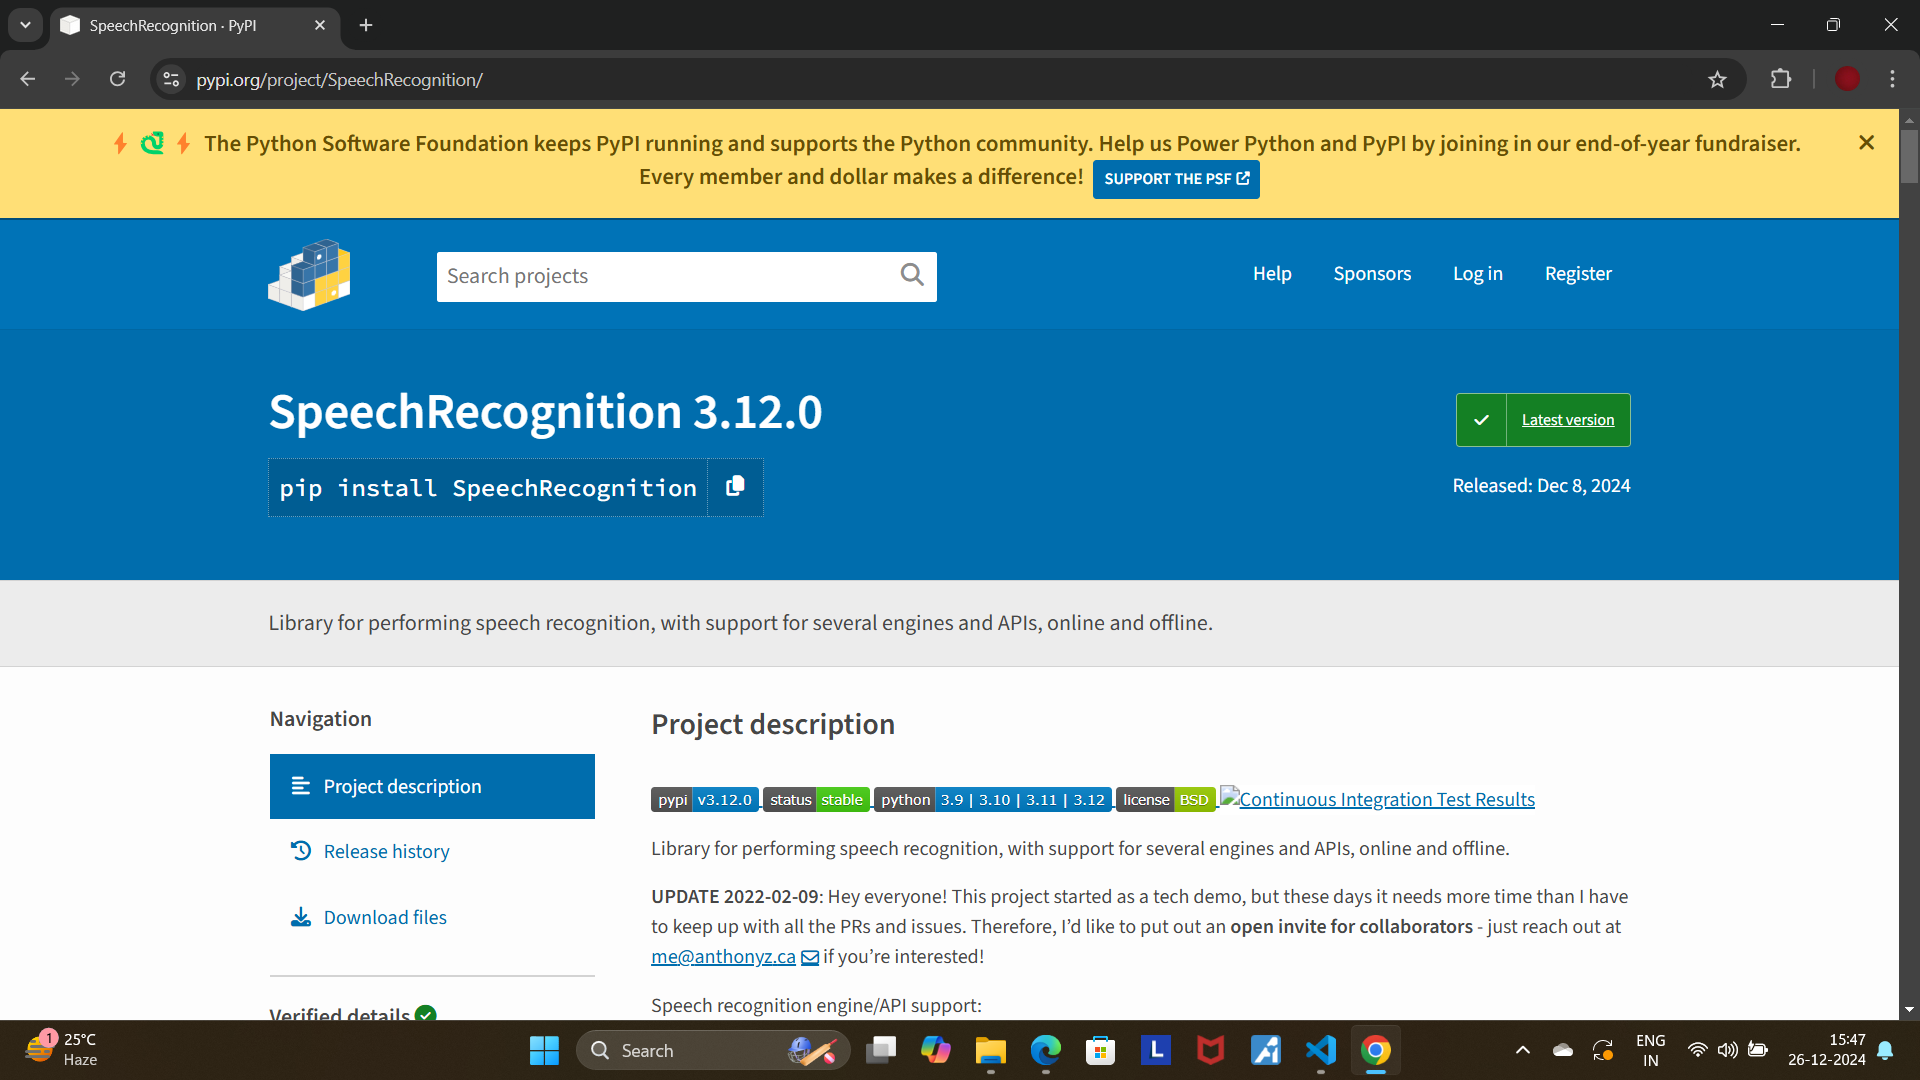 SpeechRecognition · PyPI
pypi.org/project/SpeechRecognition/
The Python Software Foundation keeps PyPI running and supports the Python community. Help us Power Python and PyPI by joining in our end-of-year fundraiser.
Every member and dollar makes a difference! SUPPORT THE PSF
Search projects
Help Sponsors Log in Register
SpeechRecognition 3.12.0
Latest version
pip install SpeechRecognition
Released: Dec 8, 2024
Library for performing speech recognition, with support for several engines and APIs, online and offline.
Navigation
Project description
Release history
Download files
Verified details
Project description
pypi v3.12.0 status stable python 3.9 | 3.10 | 3.11 | 3.12 license BSD Continuous Integration Test Results
Library for performing speech recognition, with support for several engines and APIs, online and offline.
UPDATE 2022-02-09: Hey everyone! This project started as a tech demo, but these days it needs more time than I have
to keep up with all the PRs and issues. Therefore, I’d like to put out an open invite for collaborators - just reach out at
me@anthonyz.ca if you’re interested!
Speech recognition engine/API support:
1
25°C
Haze
Search
L
ENG
IN
15:47
26-12-2024